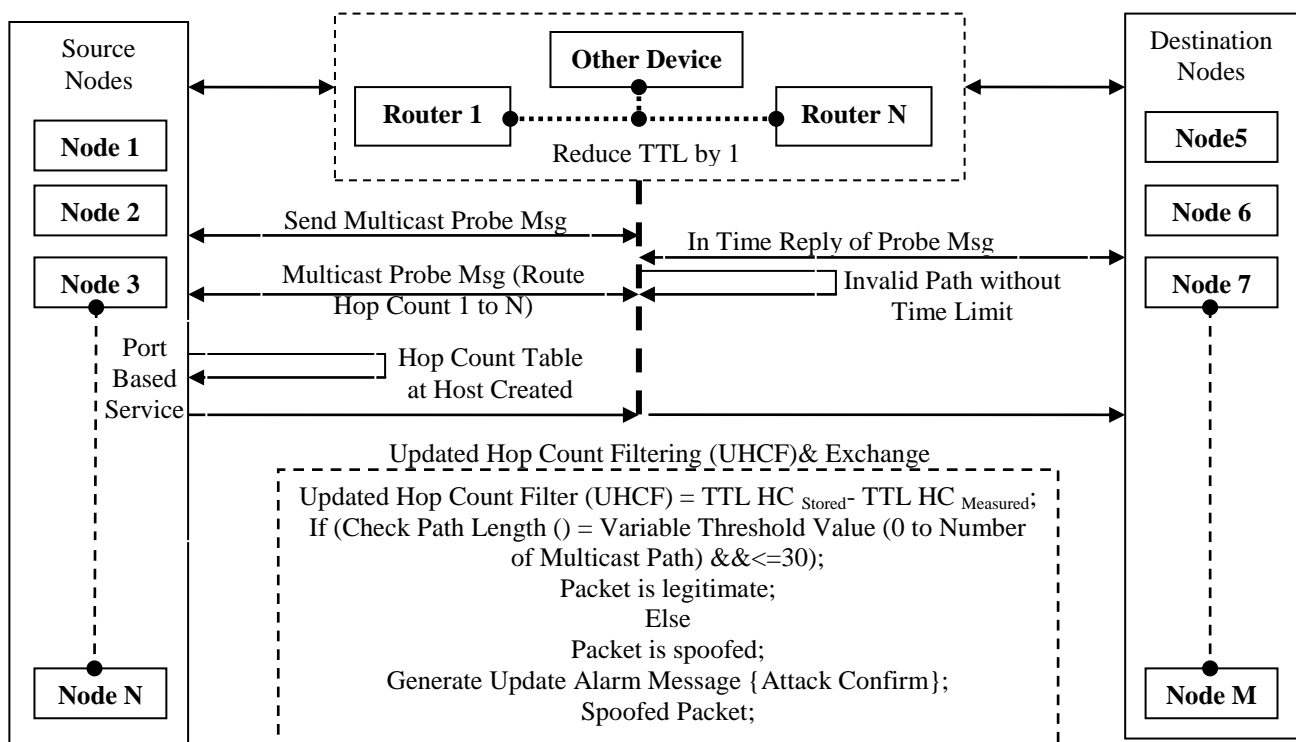 Source
Nodes
Node 1
Node 2
Node 3
Port
Based
Service
Node N
Other Device
Router 1
Router N
Reduce TTL by 1
Send Multicast Probe Msg
In Time Reply of Probe Msg
Multicast Probe Msg (Route
Hop Count 1 to N)
Invalid Path without
Time Limit
Hop Count Table
at Host Created
Updated Hop Count Filtering (UHCF)& Exchange
Updated Hop Count Filter (UHCF) = TTL HC Stored- TTL HC Measured;
If (Check Path Length () = Variable Threshold Value (0 to Number
of Multicast Path) &&<=30);
Packet is legitimate;
Else
Packet is spoofed;
Generate Update Alarm Message {Attack Confirm};
Spoofed Packet;
Destination
Nodes
Node5
Node 6
Node 7
Node M